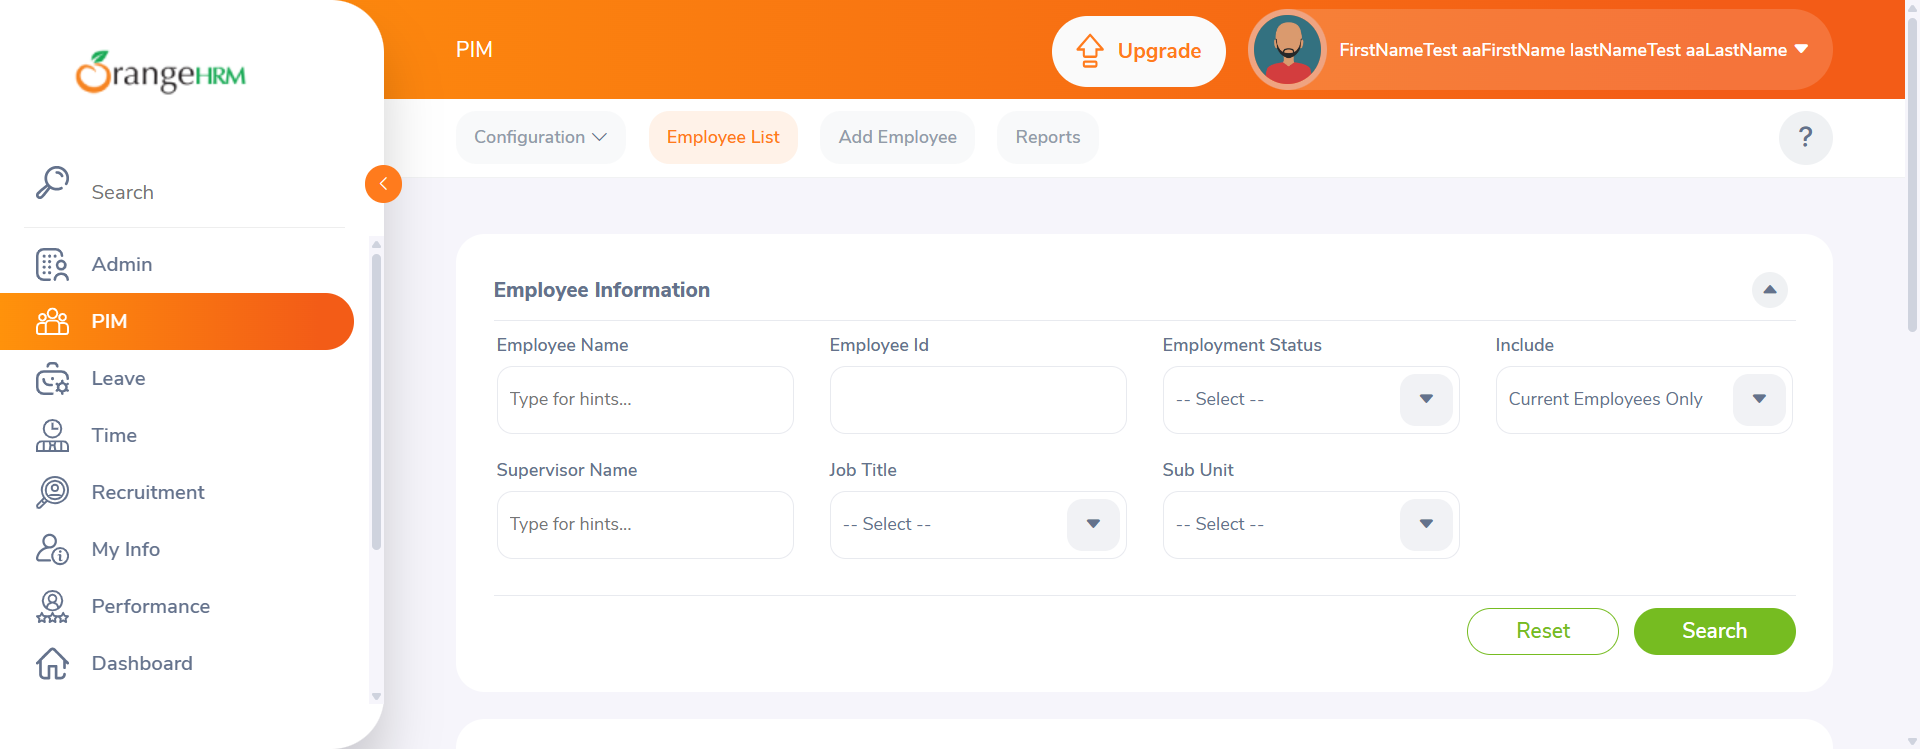 OrangeHRM
Search
Admin
PIM
Leave
Time
Recruitment
My Info
Performance
Dashboard
PIM
Upgrade
FirstNameTest aaFirstName lastNameTest aaLastName
Configuration
Employee List
Add Employee
Reports
?
Employee Information
Employee Name
Employee Id
Employment Status
Include
Type for hints...
-- Select --
Current Employees Only
Supervisor Name
Job Title
Sub Unit
Type for hints...
-- Select --
-- Select --
Reset
Search